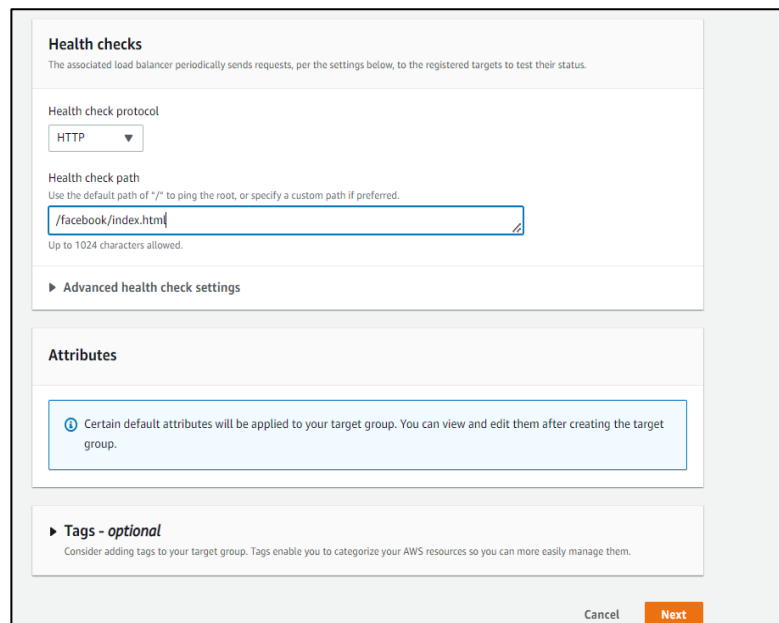 Health checks
The associated load balancer periodically sends requests, per the settings below, to the registered targets to test their status.
Health check protocol
HTTP
Health check path
Use the default path of "/" to ping the root, or specify a custom path if preferred.
/facebook/index.html
Up to 1024 characters allowed.
Advanced health check settings
Attributes
Certain default attributes will be applied to your target group. You can view and edit them after creating the target
group.
Tags - optional
Consider adding tags to your target group. Tags enable you to categorize your AWS resources so you can more easily manage them.
Cancel Next